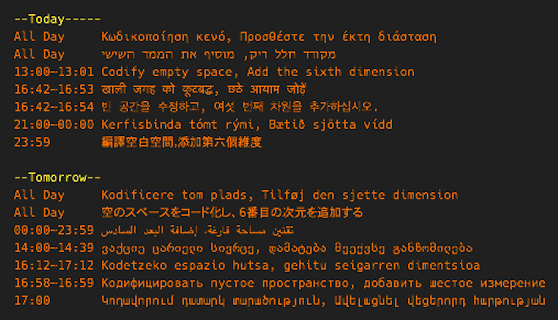 --Today-----
All Day Κωδικοποίηση κενό, Προσθέστε την έκτη διάσταση
All Day מקודד חלל ריק, מוסיף את הממד השישי
13:00-13:01 Codify empty space, Add the sixth dimension
16:42-16:53 खाली जगह को कूटबद्ध, छठे आयाम जोड़ें
16:42-16:54 빈 공간을 수정하고, 여섯 번째 차원을 추가하십시오.
21:00-00:00 Kerfisbinda tómt rými, Bætið sjötta vídd
23:59 編譯空白空間,添加第六個維度
--Tomorrow--
All Day Kodificere tom plads, Tilføj den sjette dimension
All Day 空のスペースをコード化し、6番目の次元を追加する
00:00-23:59 تقنين مساحة فارغة، إضافة البعد السادس
14:00-14:39 ვაქციე ცარიელი სივრცე, დამატება მეექვსე განზომილება
16:12-17:12 Kodetzeko espazio hutsa, gehitu seigarren dimentsioa
16:58-16:59 Кодифицировать пустое пространство, добавить шестое измерение
17:00 Կոդավորում դատարկ տարածություն, Ավելացնել վեցերորդ հարթության